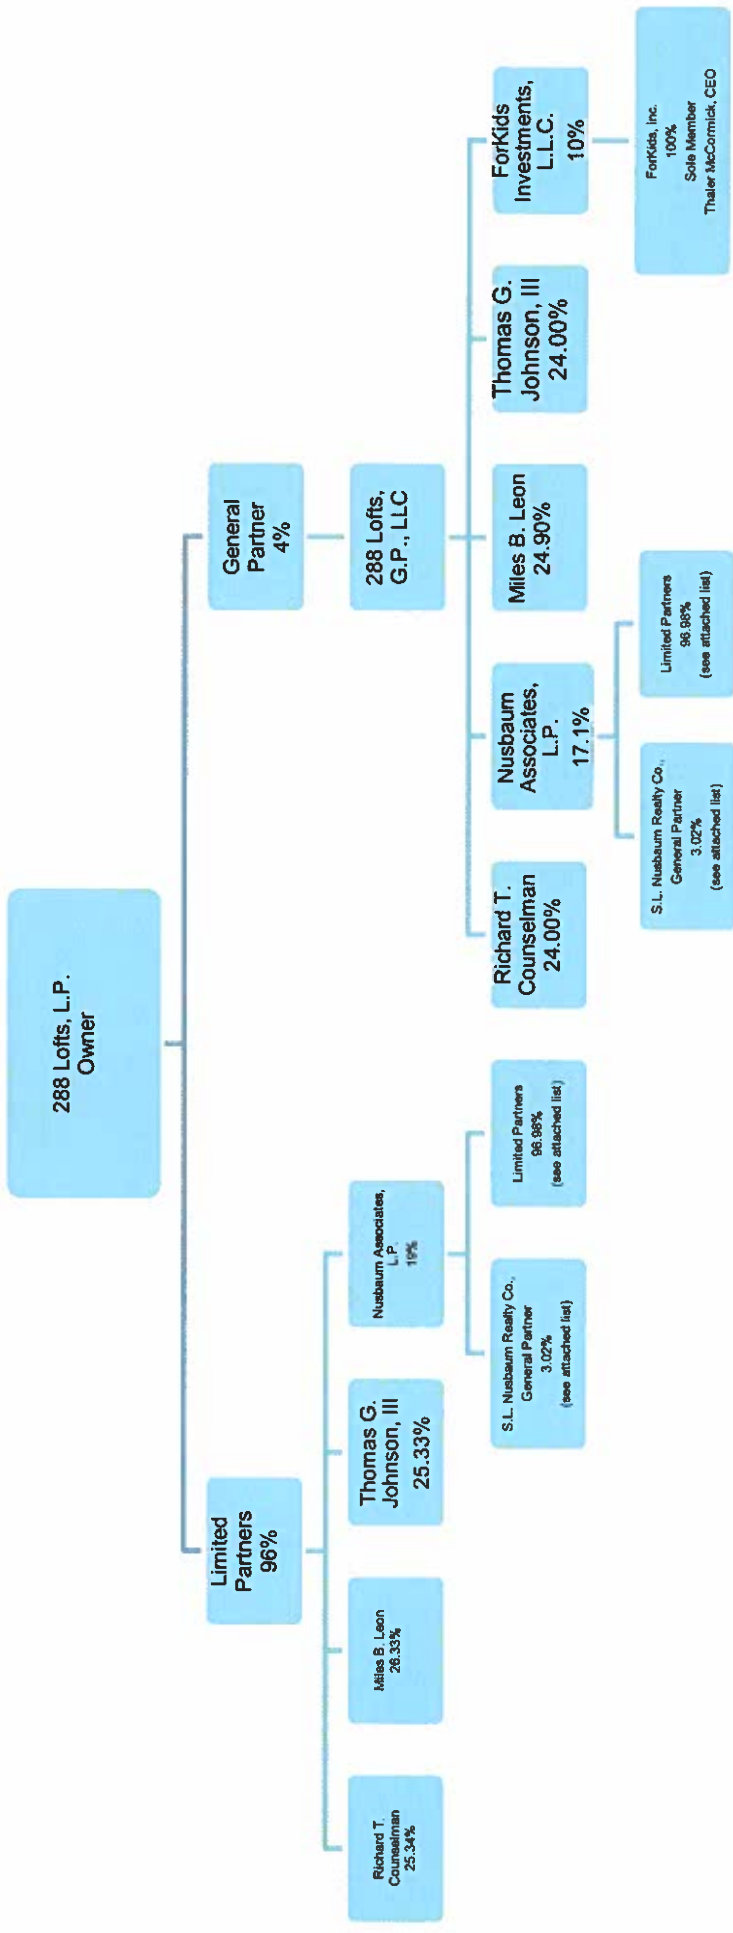 288 Lofts, L.P.
Owner
Limited
Partners
96%
General
Partner
4%
Richard T.
Counselman
25.34%
Miles B. Leon
26.33%
Thomas G.
Johnson, III
25.33%
Nusbaum Associates,
L.P.
19%
288 Lofts,
G.P., LLC
S.L. Nusbaum Realty Co.,
General Partner
3.02%
(see attached list)
Limited Partners
96.98%
(see attached list)
Richard T.
Counselman
24.00%
Nusbaum
Associates,
L.P.
17.1%
Miles B. Leon
24.90%
Thomas G.
Johnson, III
24.00%
ForKids
Investments,
L.L.C.
10%
S.L. Nusbaum Realty Co.,
General Partner
3.02%
(see attached list)
Limited Partners
96.98%
(see attached list)
ForKids, Inc.
100%
Sole Member
Thaler McCormick, CEO